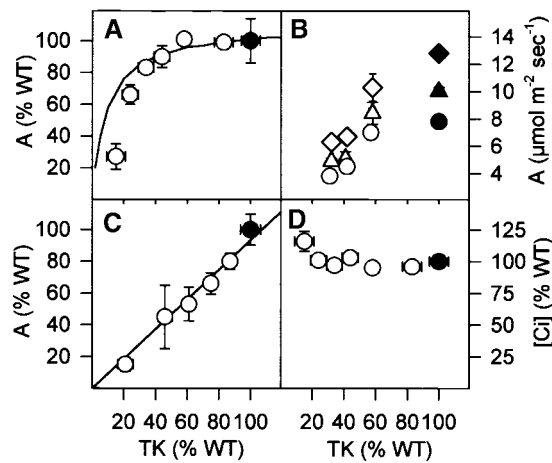 A
B
A (% WT)
100
80
60
40
20
14
12
10
8
6
4
A (μmol m⁻² sec⁻¹)
C
D
A (% WT)
100
80
60
40
20
125
100
75
50
25
[Ci] (% WT)
20 40 60 80 100
20 40 60 80 100
TK (% WT)
TK (% WT)